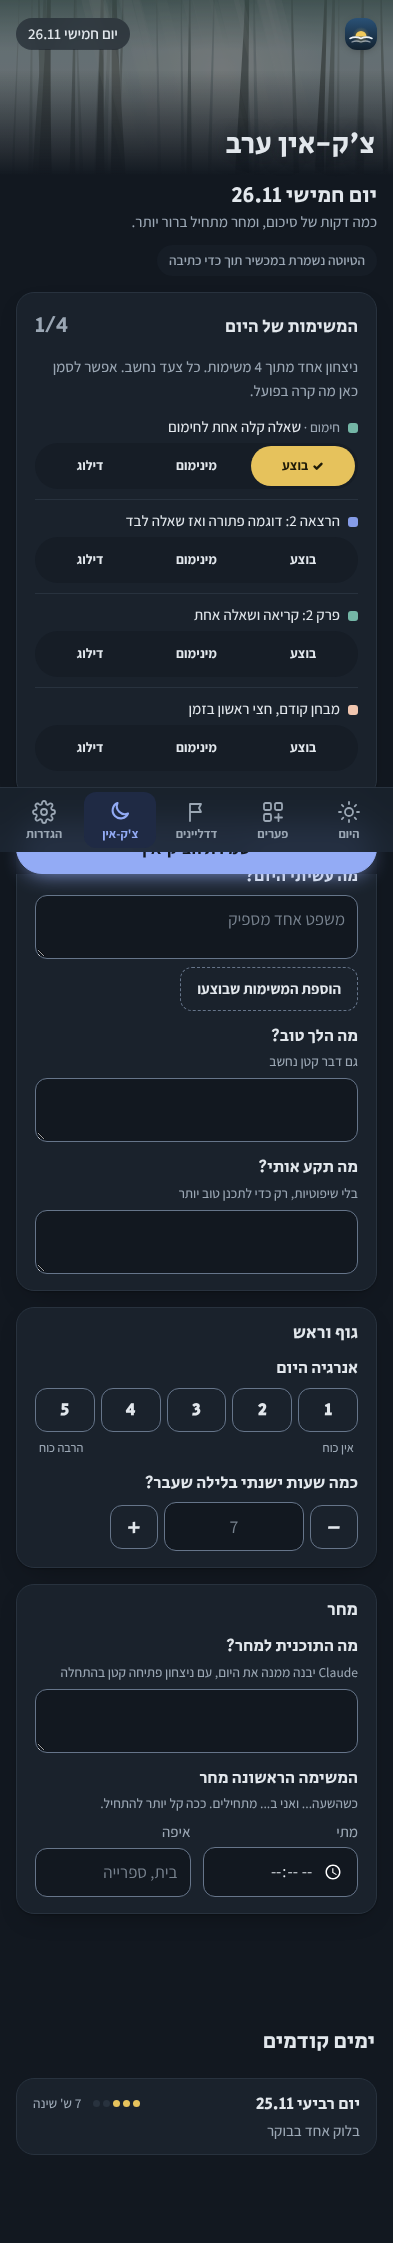 יום חמישי 26.11
צ'ק-אין ערב
יום חמישי 26.11
כמה דקות של סיכום, ומחר מתחיל ברור יותר.
הטיוטה נשמרת במכשיר תוך כדי כתיבה
המשימות של היום
1/4
ניצחון אחד מתוך 4 משימות. כל צעד נחשב. אפשר לסמן
כאן מה קרה בפועל.
חימום · שאלה קלה אחת לחימום
בוצע
מינימום
דילוג
הרצאה 2: דוגמה פתורה ואז שאלה לבד
בוצע
מינימום
דילוג
פרק 2: קריאה ושאלה אחת
בוצע
מינימום
דילוג
מבחן קודם, חצי ראשון בזמן
בוצע
מינימום
דילוג
היום
פערים
דדליינים
צ'ק-אין
הגדרות
מה עשיתי היום?
משפט אחד מספיק
הוספת המשימות שבוצעו
מה הלך טוב?
גם דבר קטן נחשב
מה תקע אותי?
בלי שיפוטיות, רק כדי לתכנן טוב יותר
גוף וראש
אנרגיה היום
1
2
3
4
5
אין כוח
הרבה כוח
כמה שעות ישנתי בלילה שעבר?
−
7
+
מחר
מה התוכנית למחר?
Claude יבנה ממנה את היום, עם ניצחון פתיחה קטן בהתחלה
המשימה הראשונה מחר
כשהשעה... ואני ב... מתחילים. ככה קל יותר להתחיל.
מתי
איפה
--:-- --
בית, ספרייה
ימים קודמים
יום רביעי 25.11
7 ש' שינה
בלוק אחד בבוקר